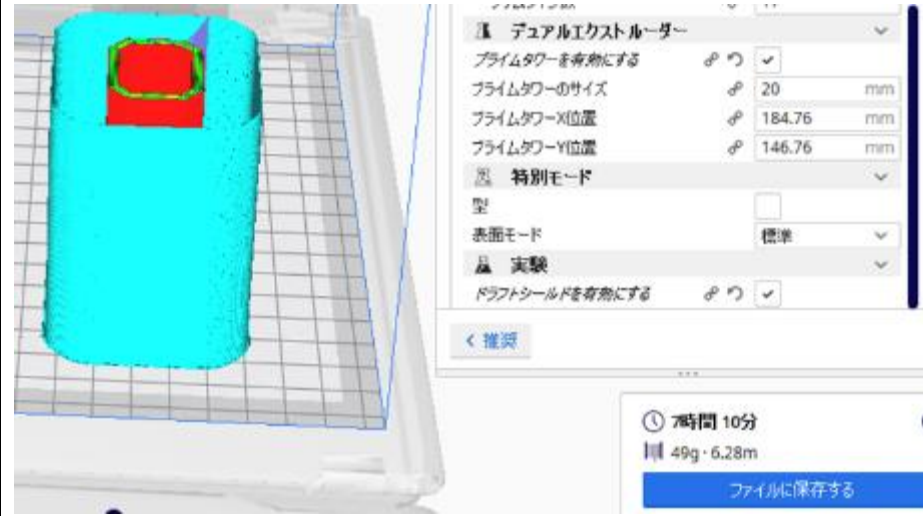 デュアルエクストルーダー
プライムタワーを有効にする
プライムタワーのサイズ 20 mm
プライムタワーX位置 184.76 mm
プライムタワーY位置 146.76 mm
特別モード
型
表面モード 標準
実験
ドラフトシールドを有効にする
< 推奨
7時間 10分
49g · 6.28m
ファイルに保存する